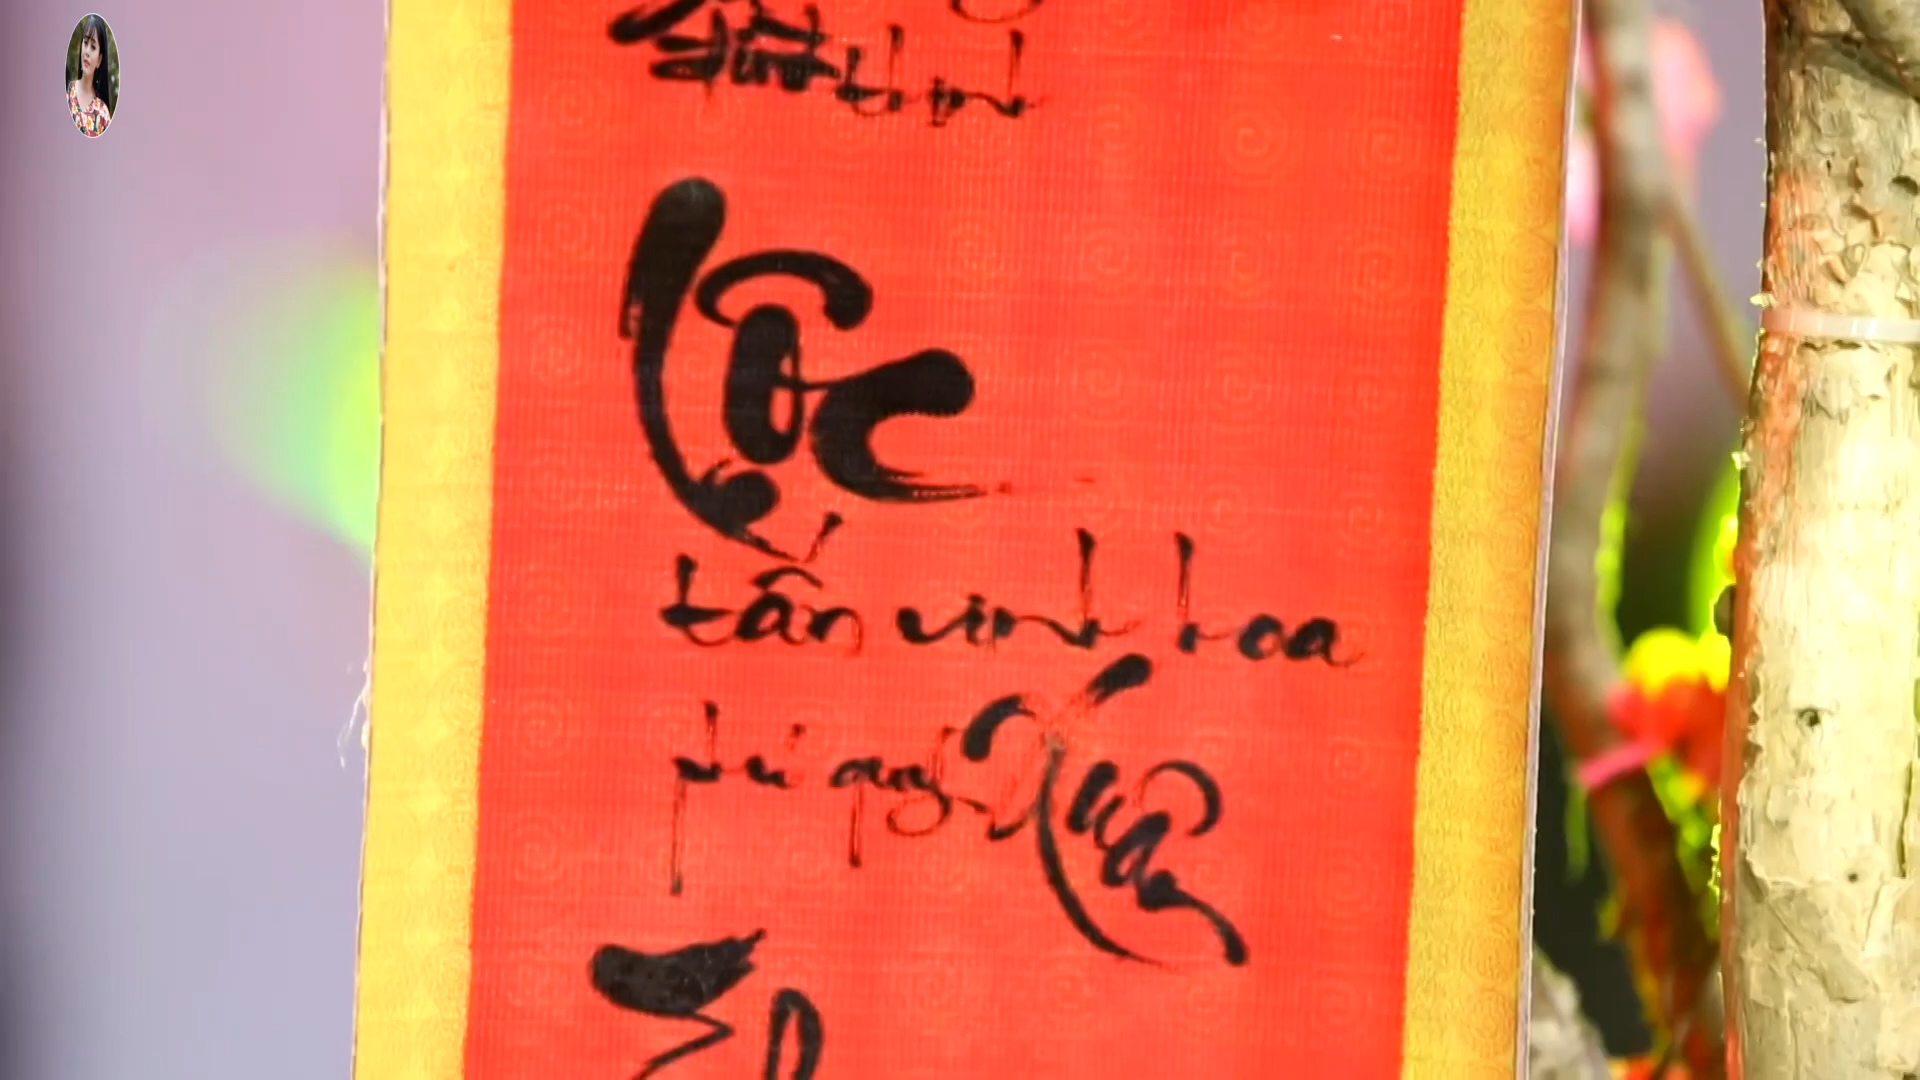 Lộc
tấn vinh hoa
phú quý Xuân